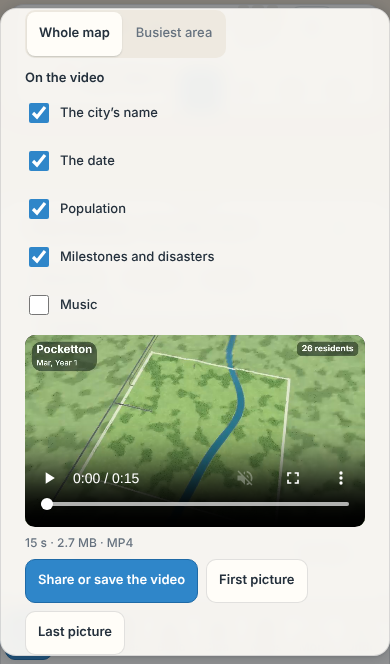 Whole map
Busiest area
On the video
The city’s name
The date
Population
Milestones and disasters
Music
Pocketton
26 residents
Mar, Year 1
0:00 / 0:15
15 s · 2.7 MB · MP4
Share or save the video
First picture
Last picture